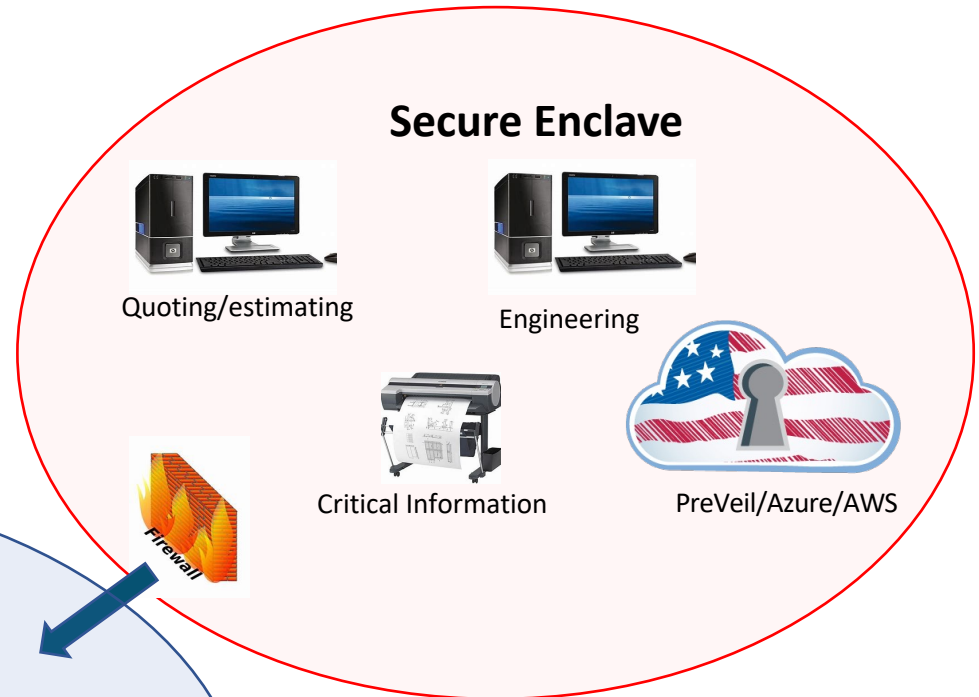 Secure Enclave
Quoting/estimating
Engineering
Critical Information
PreVeil/Azure/AWS
Firewall